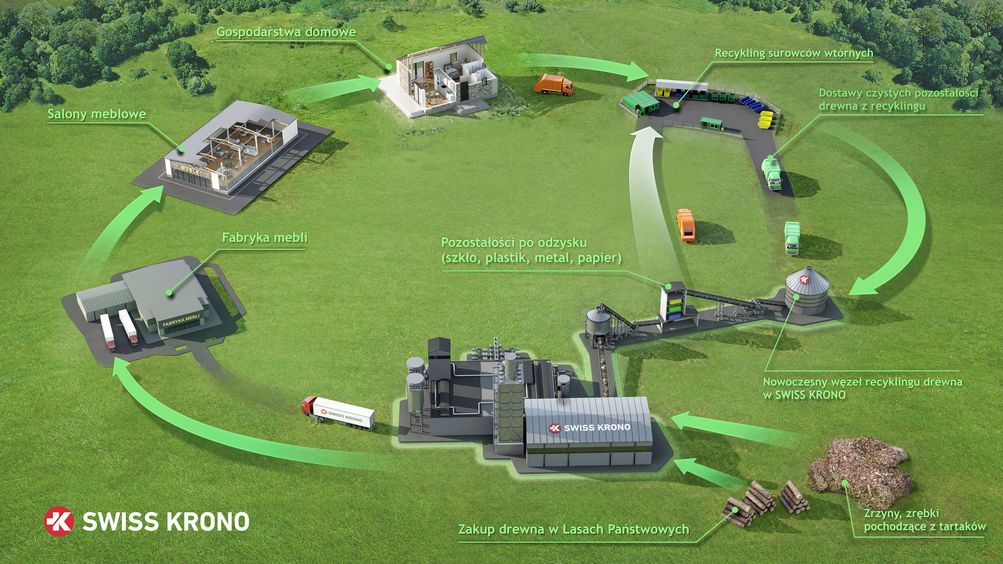 Gospodarstwa domowe
Recykling surowców wtórnych
Dostawy czystych pozostałości
drewna z recyklingu
Salony meblowe
MEBLE
Fabryka mebli
FABRYKA MEBLI
Pozostałości po odzysku
(szkło, plastik, metal, papier)
Nowoczesny węzeł recyklingu drewna
w SWISS KRONO
SWISS KRONO
SWISS KRONO
SWISS KRONO
Zakup drewna w Lasach Państwowych
Zrzyny, zrębki
pochodzące z tartaków